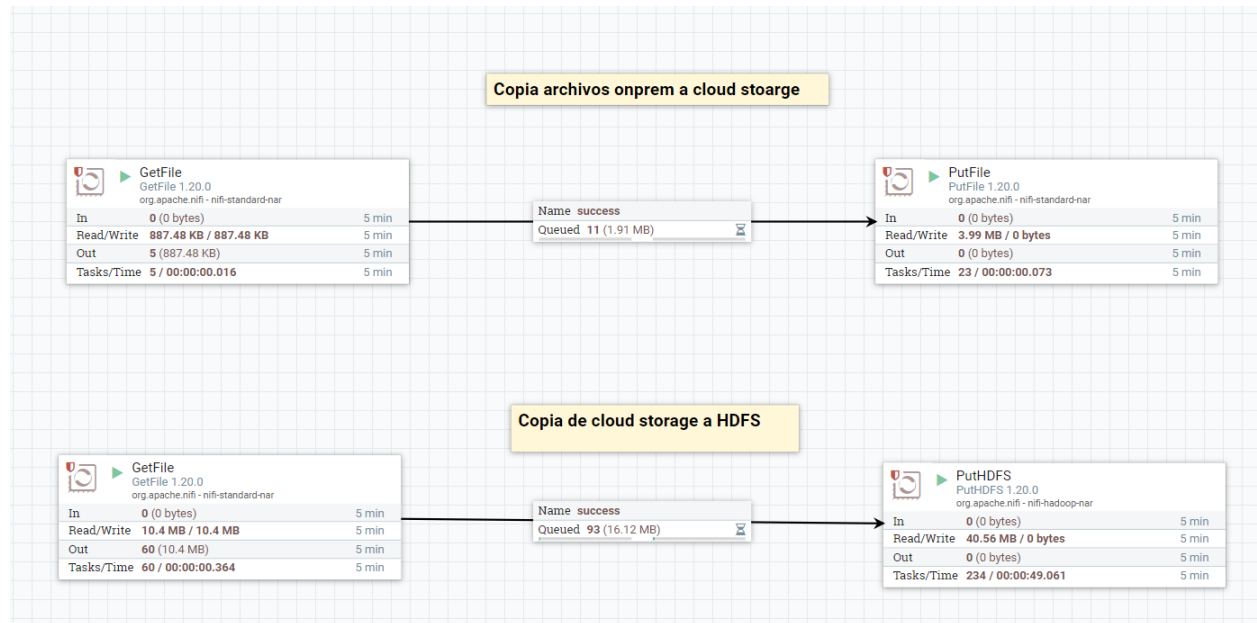 Copia archivos onprem a cloud stoarge
GetFile
GetFile 1.20.0
org.apache.nifi - nifi-standard-nar
In 0 (0 bytes) 5 min
Read/Write 887.48 KB / 887.48 KB 5 min
Out 5 (887.48 KB) 5 min
Tasks/Time 5 / 00:00:00.016 5 min
Name success
Queued 11 (1.91 MB)
PutFile
PutFile 1.20.0
org.apache.nifi - nifi-standard-nar
In 0 (0 bytes) 5 min
Read/Write 3.99 MB / 0 bytes 5 min
Out 0 (0 bytes) 5 min
Tasks/Time 23 / 00:00:00.073 5 min
Copia de cloud storage a HDFS
GetFile
GetFile 1.20.0
org.apache.nifi - nifi-standard-nar
In 0 (0 bytes) 5 min
Read/Write 10.4 MB / 10.4 MB 5 min
Out 60 (10.4 MB) 5 min
Tasks/Time 60 / 00:00:00.364 5 min
Name success
Queued 93 (16.12 MB)
PutHDFS
PutHDFS 1.20.0
org.apache.nifi - nifi-hadoop-nar
In 0 (0 bytes) 5 min
Read/Write 40.56 MB / 0 bytes 5 min
Out 0 (0 bytes) 5 min
Tasks/Time 234 / 00:00:49.061 5 min